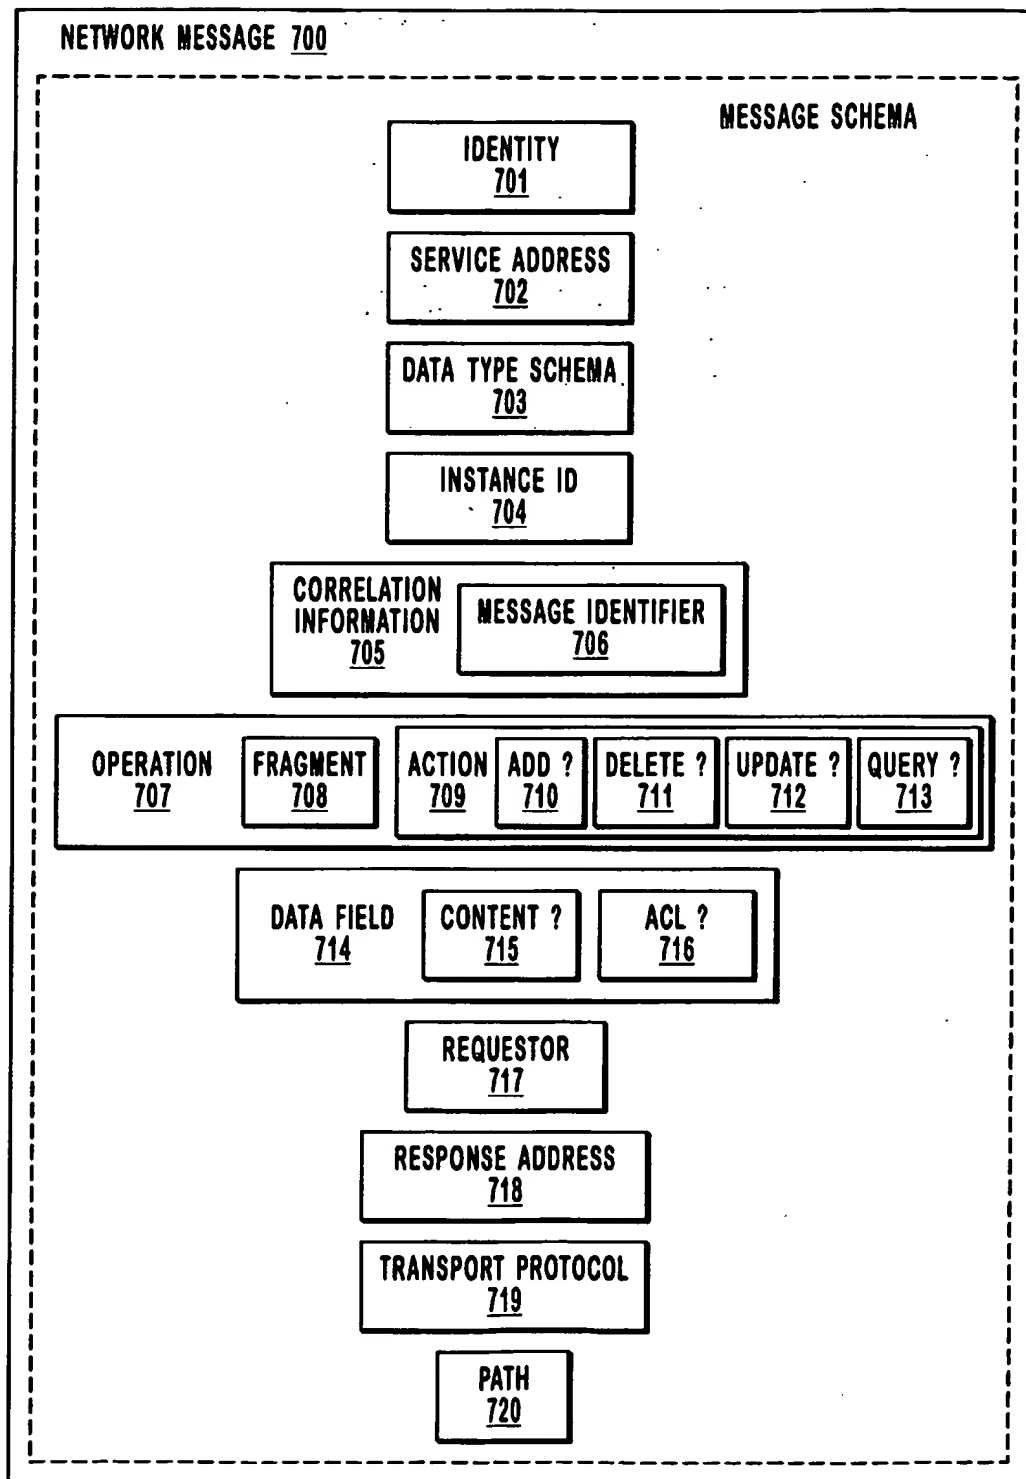 NETWORK MESSAGE 700
MESSAGE SCHEMA
IDENTITY
701
SERVICE ADDRESS
702
DATA TYPE SCHEMA
703
INSTANCE ID
704
CORRELATION
INFORMATION
705
MESSAGE IDENTIFIER
706
OPERATION
707
FRAGMENT
708
ACTION
709
ADD ?
710
DELETE ?
711
UPDATE ?
712
QUERY ?
713
DATA FIELD
714
CONTENT ?
715
ACL ?
716
REQUESTOR
717
RESPONSE ADDRESS
718
TRANSPORT PROTOCOL
719
PATH
720